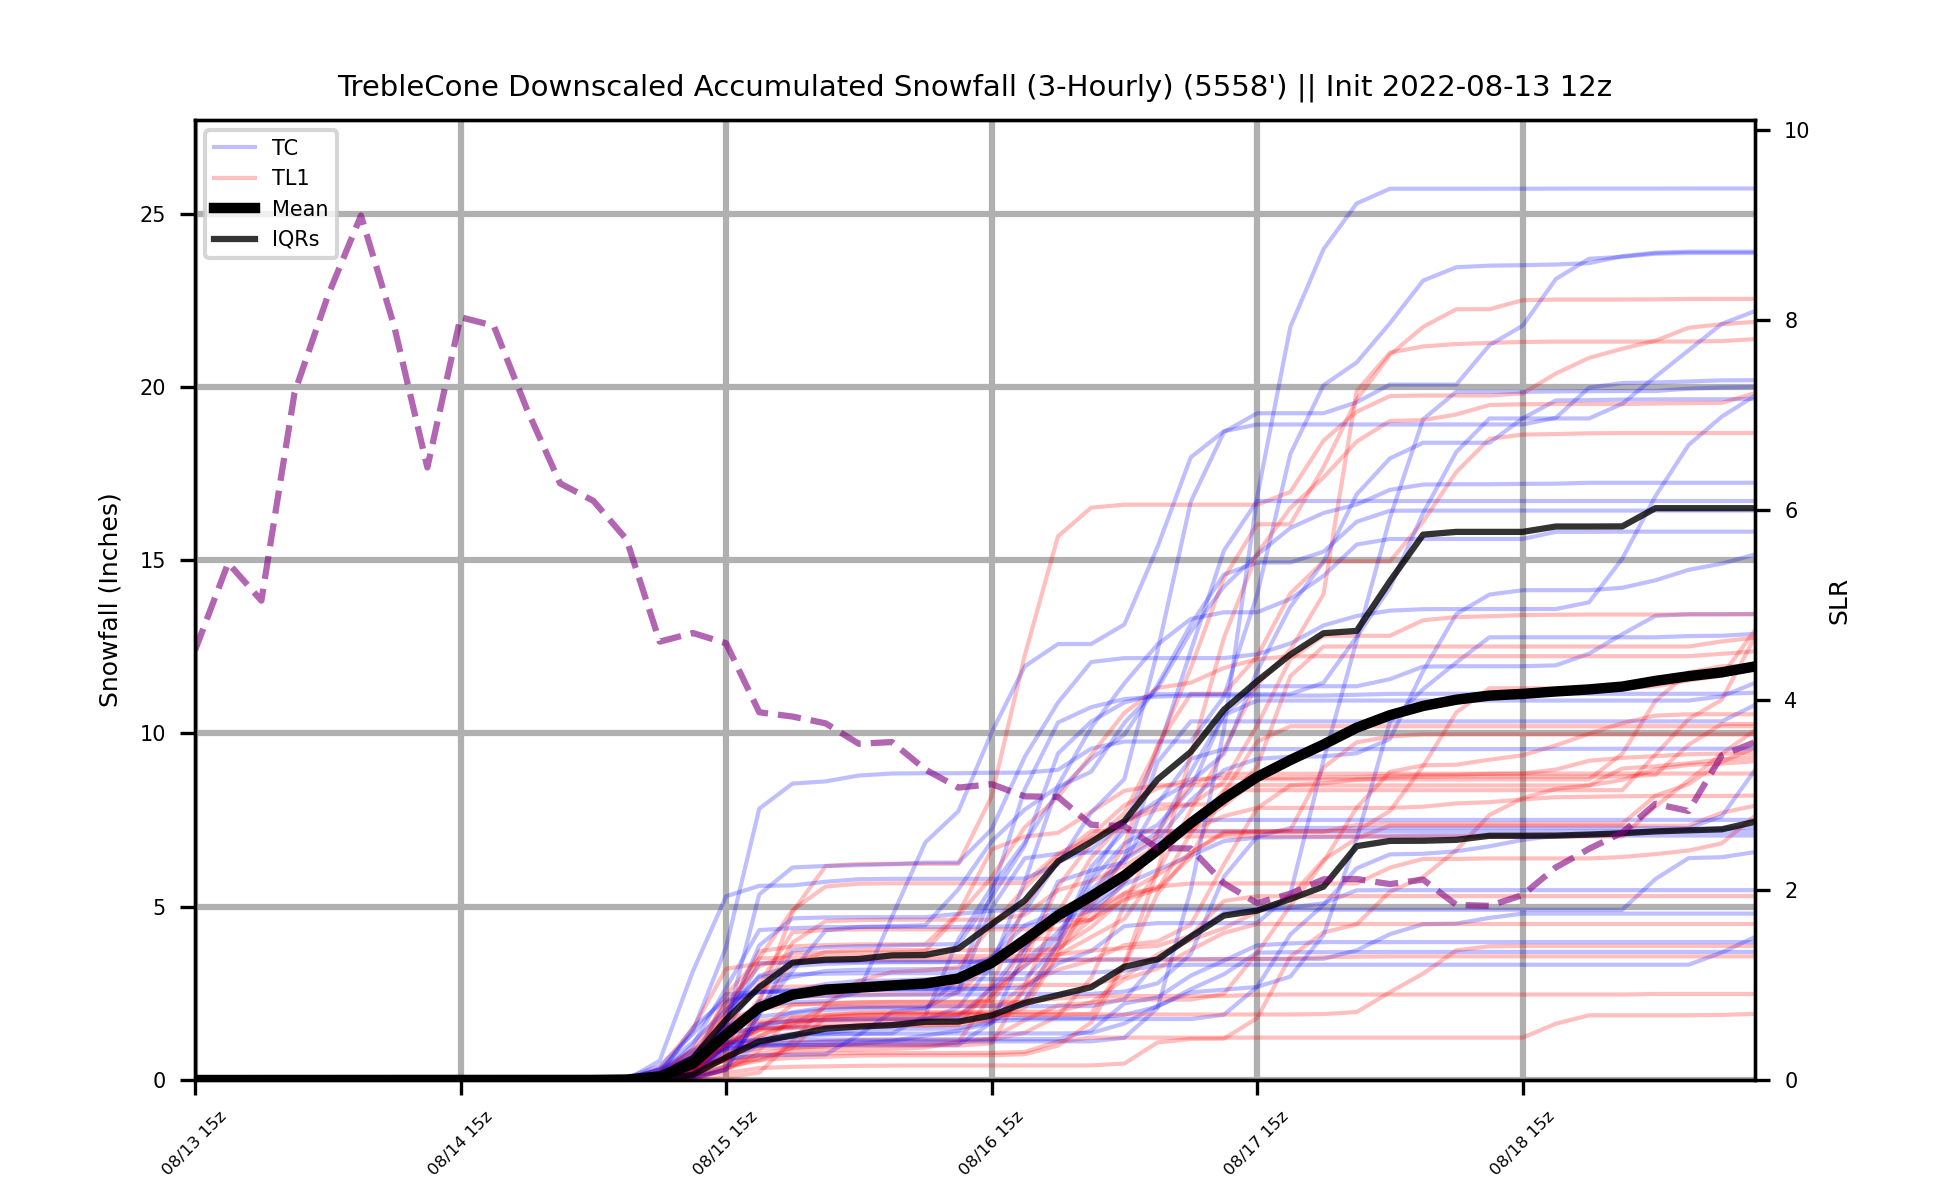 TrebleCone Downscaled Accumulated Snowfall (3-Hourly) (5558') || Init 2022-08-13 12z
TC
TL1
Mean
IQRs
25
20
15
10
5
0
Snowfall (Inches)
10
8
6
4
2
0
SLR
08/13 15z
08/14 15z
08/15 15z
08/16 15z
08/17 15z
08/18 15z